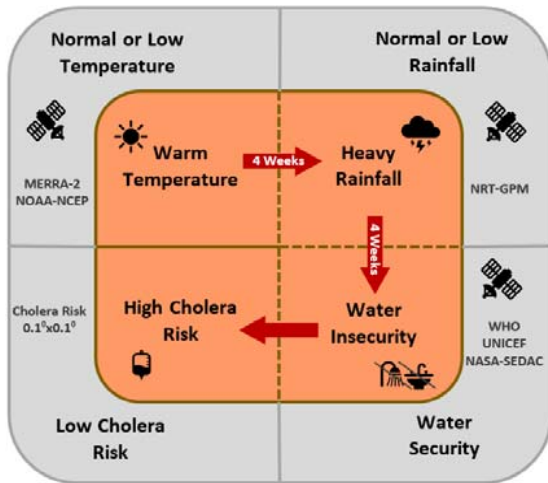 Normal or Low
Temperature
Normal or Low
Rainfall
Warm
Temperature
4 Weeks
Heavy
Rainfall
MERRA-2
NOAA-NCEP
NRT-GPM
4 Weeks
Cholera Risk
0.1⁰x0.1⁰
High Cholera
Risk
Water
Insecurity
WHO
UNICEF
NASA-SEDAC
Low Cholera
Risk
Water
Security